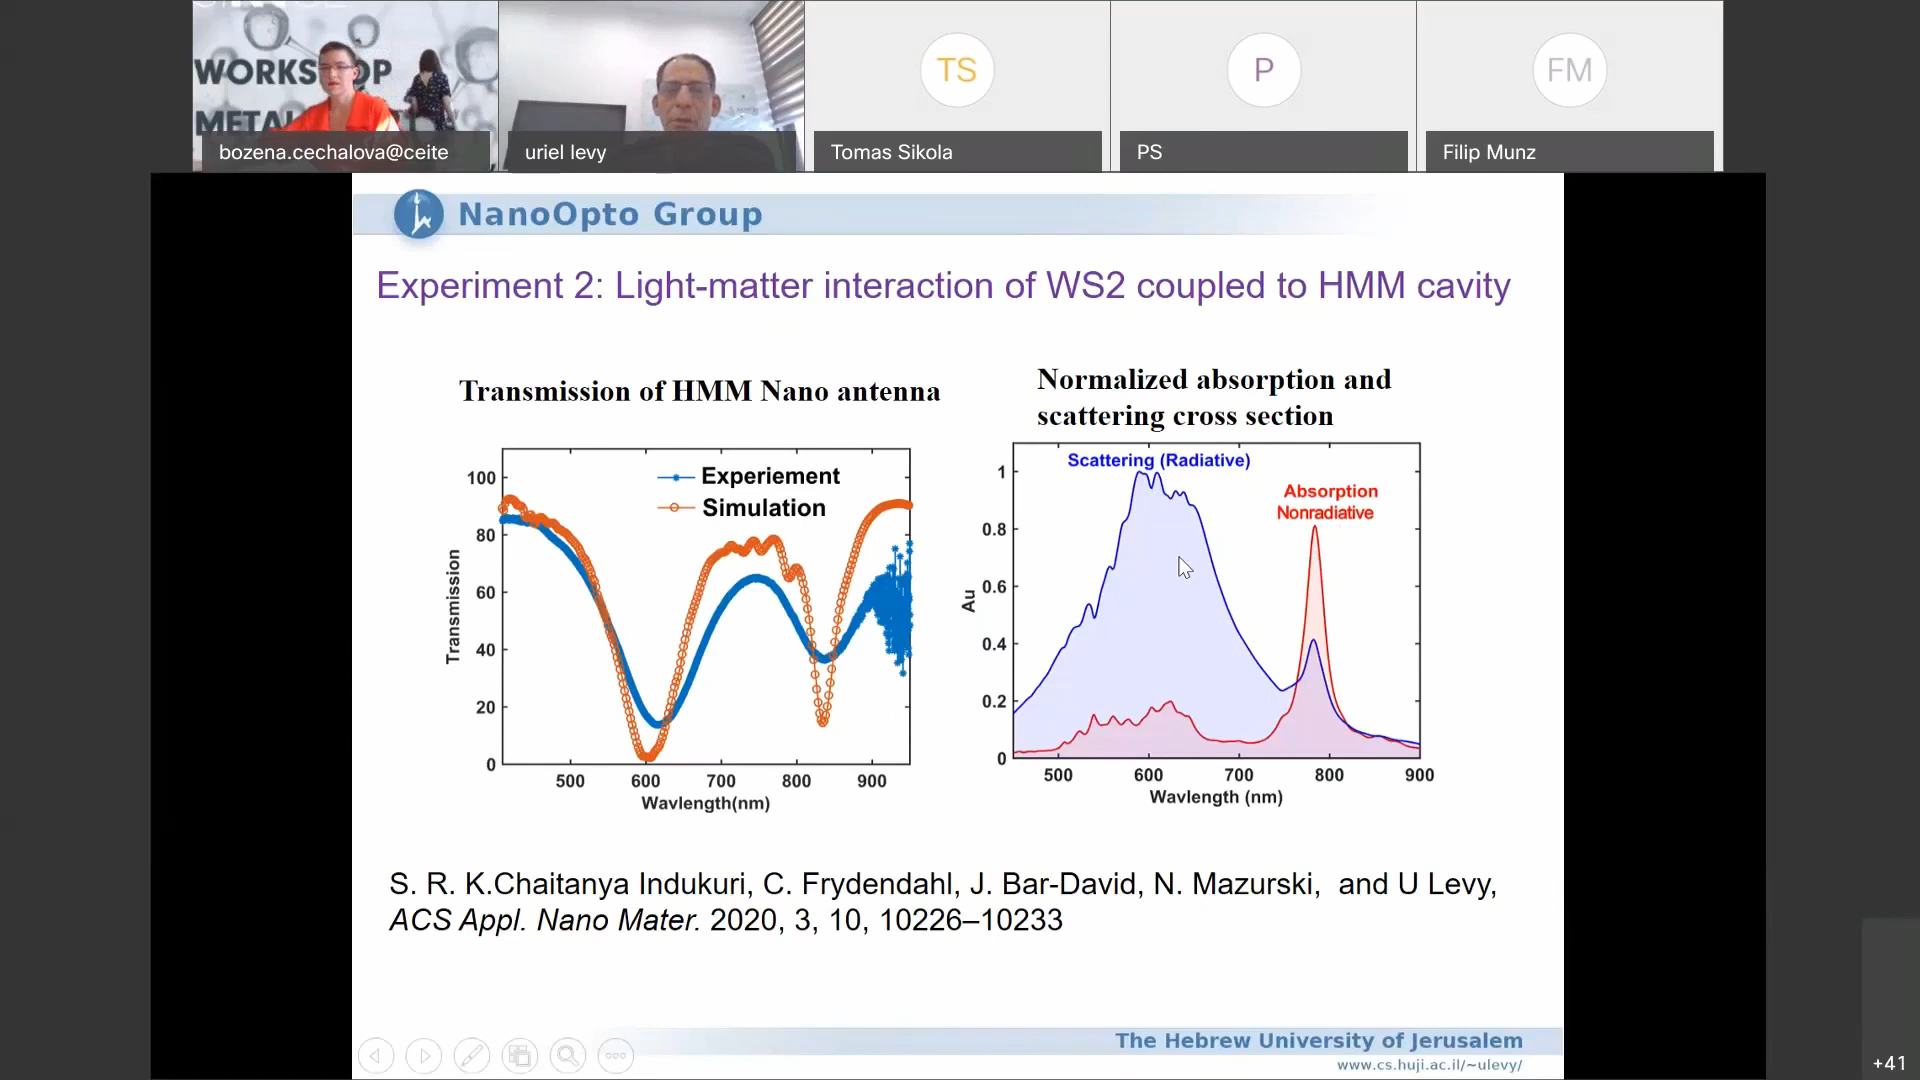 WORKSHOP
METAL
bozena.cechalova@ceite
uriel levy
TS
Tomas Sikola
P
PS
FM
Filip Munz
NanoOpto Group
Experiment 2: Light-matter interaction of WS2 coupled to HMM cavity
Transmission of HMM Nano antenna
Experiement
Simulation
Transmission
100
80
60
40
20
0
500 600 700 800 900
Wavlength(nm)
Normalized absorption and
scattering cross section
Scattering (Radiative)
Absorption
Nonradiative
Au
1
0.8
0.6
0.4
0.2
0
500 600 700 800 900
Wavlength (nm)
S. R. K.Chaitanya Indukuri, C. Frydendahl, J. Bar-David, N. Mazurski, and U Levy,
ACS Appl. Nano Mater. 2020, 3, 10, 10226–10233
The Hebrew University of Jerusalem
www.cs.huji.ac.il/~ulevy/
+41